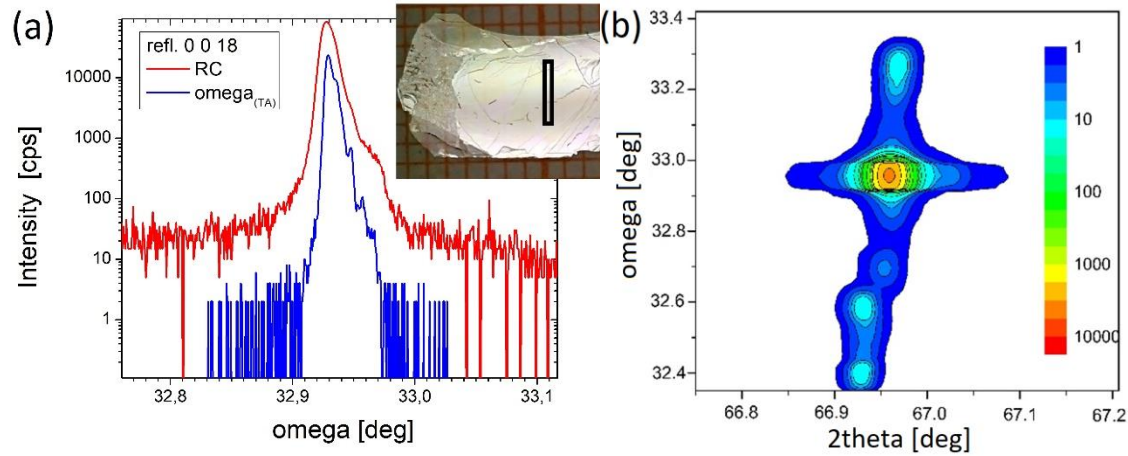 (a)
refl. 0 0 18
RC
omega(TA)
10000
1000
100
10
1
Intensity [cps]
32,8
32,9
33,0
33,1
omega [deg]
(b)
33.4
33.2
33.0
32.8
32.6
32.4
omega [deg]
1
10
100
1000
10000
66.8
66.9
67.0
67.1
67.2
2theta [deg]